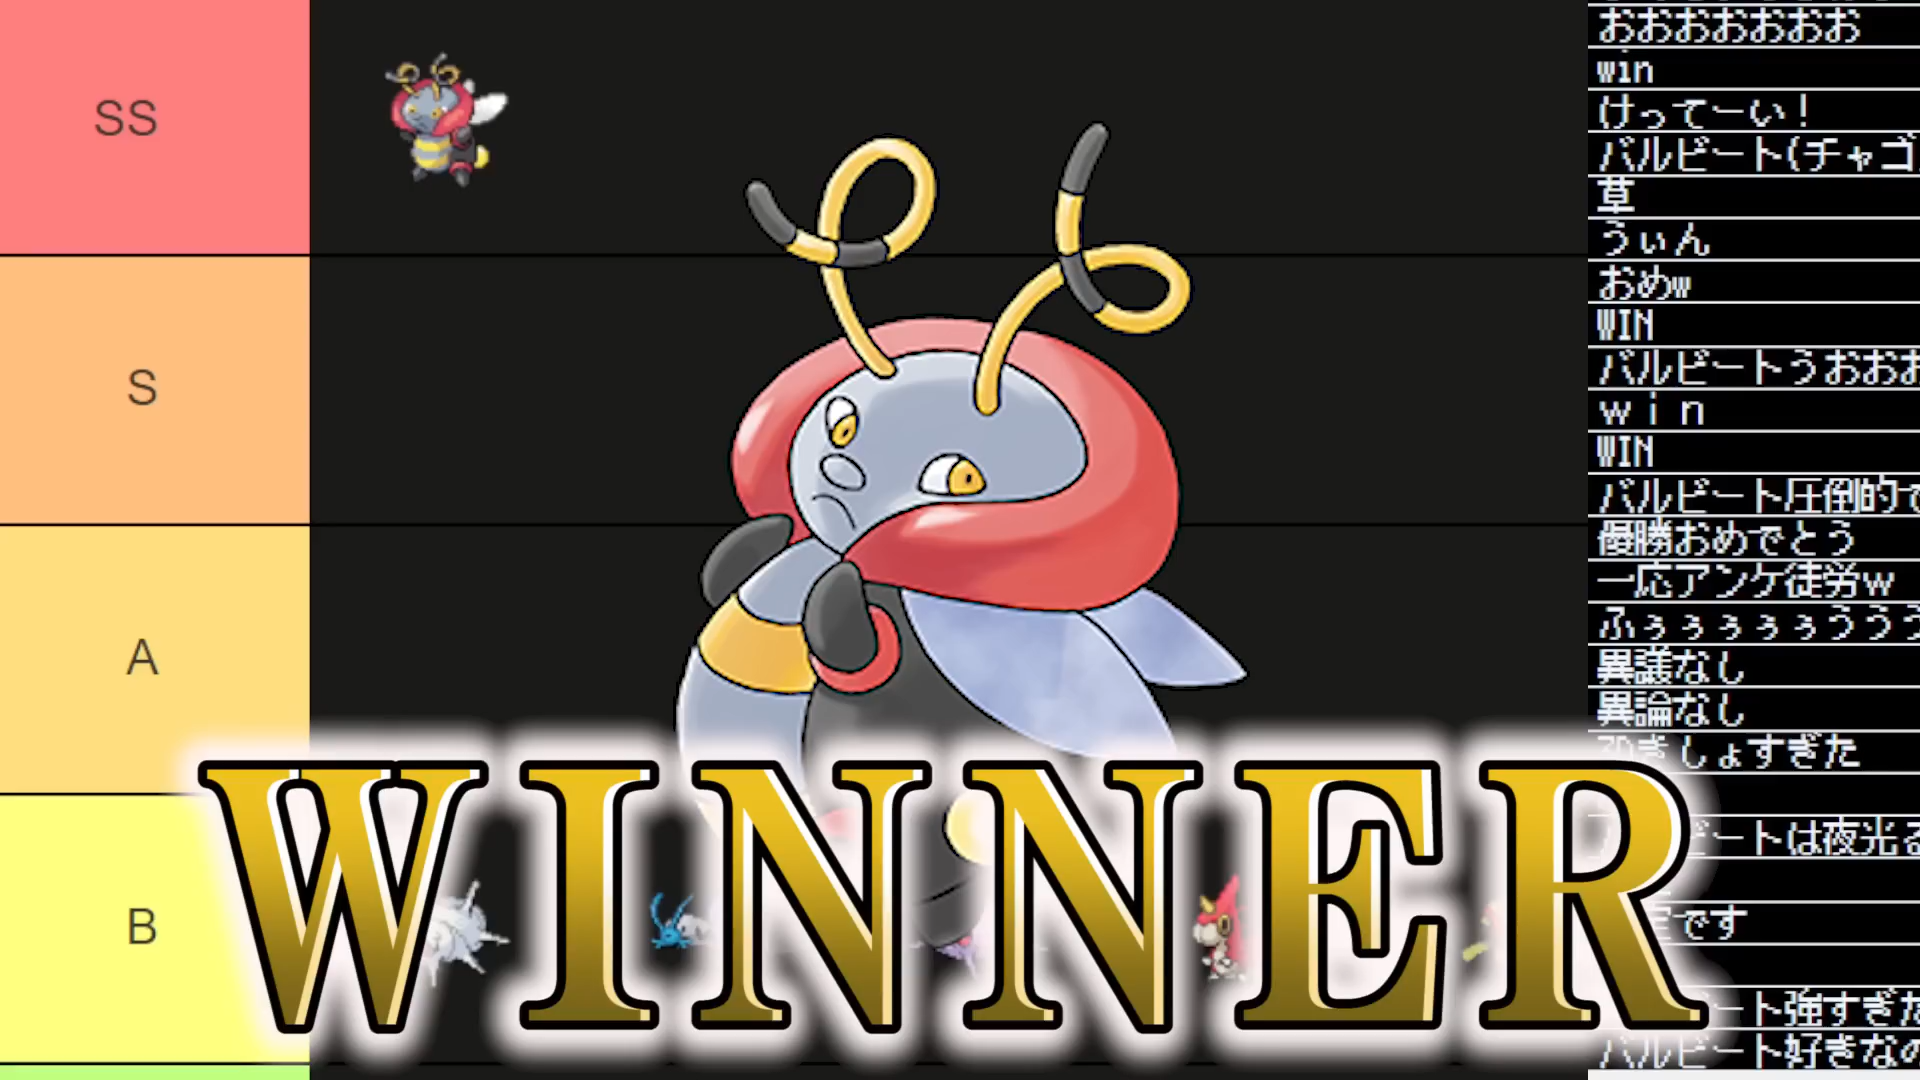 SS
S
A
B
WINNER
おおおおおおお
win
けってーい！
バルビート(チャゴ
草
うぃん
おめw
WIN
バルビートうおおお
ｗｉｎ
WIN
バルビート圧倒的で
優勝おめでとう
一応アンケ徒労ｗ
ふぅぅぅぅぅううう
異議なし
異論なし
きしょすぎた
ートは夜光る
です
ート強すぎた
バルビート好きなの